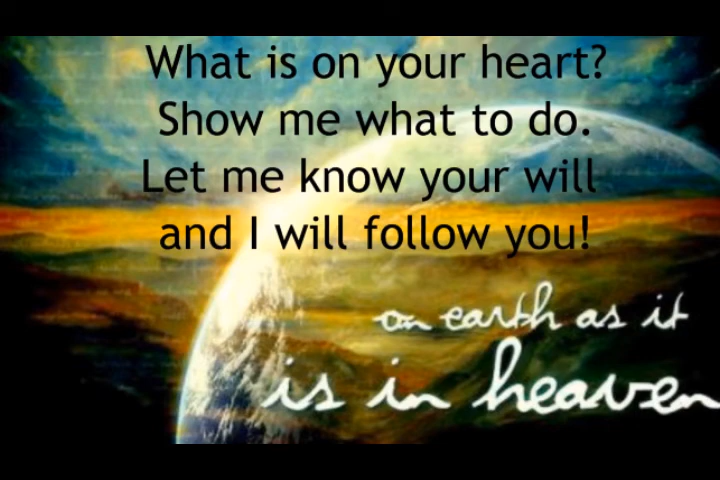 What is on your heart?
Show me what to do.
Let me know your will
and I will follow you!
on earth as it
is in heaven